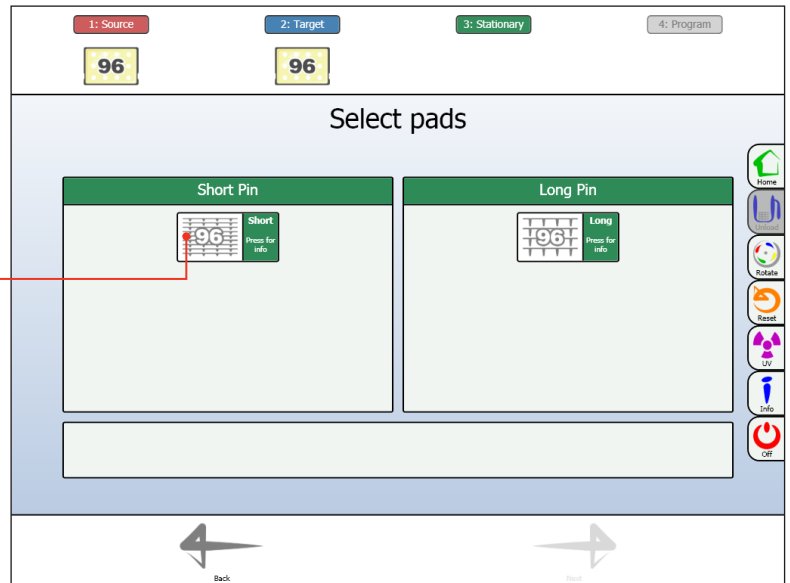 1: Source
2: Target
3: Stationary
4: Program
96
96
Select pads
Short Pin
Long Pin
96
Short
Press for
info
96
Long
Press for
info
Home
Unload
Rotate
Reset
UV
Info
Off
Back
Next